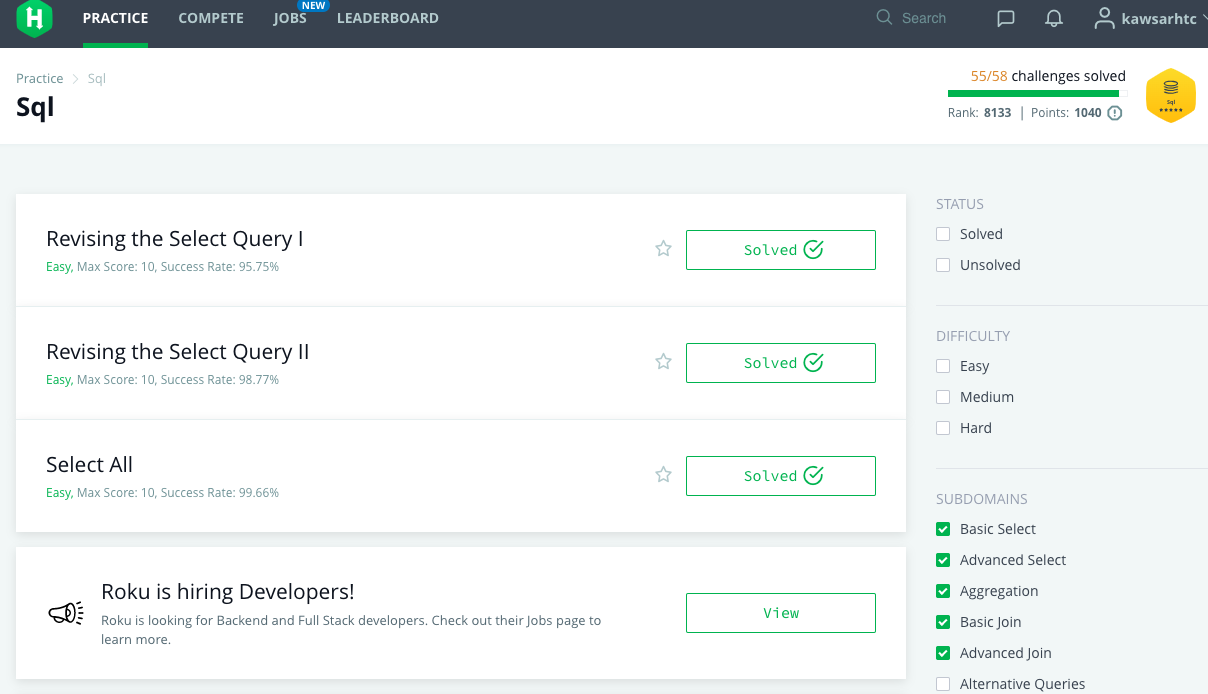 PRACTICE COMPETE JOBS NEW LEADERBOARD Search kawsarhtc
Practice Sql
Sql
55/58 challenges solved
Rank: 8133 | Points: 1040
Sql
Revising the Select Query I
Easy, Max Score: 10, Success Rate: 95.75%
Solved
Revising the Select Query II
Easy, Max Score: 10, Success Rate: 98.77%
Solved
Select All
Easy, Max Score: 10, Success Rate: 99.66%
Solved
Roku is hiring Developers!
Roku is looking for Backend and Full Stack developers. Check out their Jobs page to
learn more.
View
STATUS
Solved
Unsolved
DIFFICULTY
Easy
Medium
Hard
SUBDOMAINS
Basic Select
Advanced Select
Aggregation
Basic Join
Advanced Join
Alternative Queries